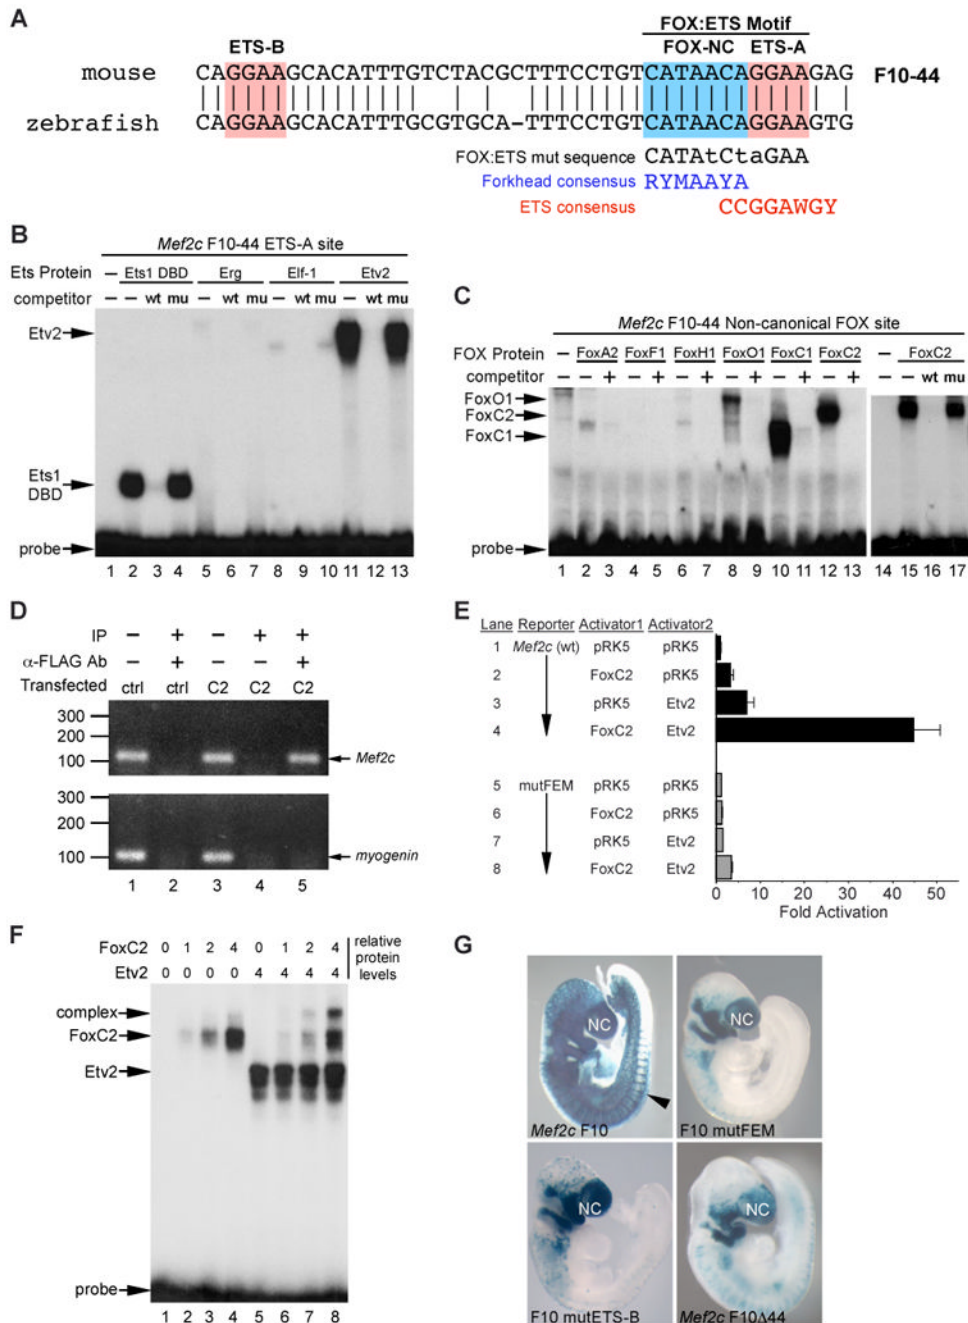 A
FOX:ETS Motif
ETS-B FOX-NC ETS-A
mouse CAGGAAGCACATTTGTCTACGCTTTCCTGTCATAACAGGAAGAG F10-44
zebrafish CAGGAAGCACATTTGCGTGCA-TTTCCTGTCATAACAGGAAGTG
FOX:ETS mut sequence CATAtCtaGAA
Forkhead consensus RYMAAYA
ETS consensus CCGGAWGY
B
Mef2c F10-44 ETS-A site
Ets Protein – Ets1 DBD Erg Elf-1 Etv2
competitor – – wt mu – wt mu – wt mu – wt mu
Etv2
Ets1 DBD
probe
1 2 3 4 5 6 7 8 9 10 11 12 13
C
Mef2c F10-44 Non-canonical FOX site
FOX Protein – FoxA2 FoxF1 FoxH1 FoxO1 FoxC1 FoxC2 – FoxC2
competitor – – + – + – + – + – + – + – – wt mu
FoxO1
FoxC2
FoxC1
probe
1 2 3 4 5 6 7 8 9 10 11 12 13 14 15 16 17
D
IP – + – + +
α-FLAG Ab – + – – +
Transfected ctrl ctrl C2 C2 C2
300
200
100 Mef2c
300
200
100 myogenin
1 2 3 4 5
E
Lane Reporter Activator1 Activator2
1 Mef2c (wt) pRK5 pRK5
2 FoxC2 pRK5
3 pRK5 Etv2
4 FoxC2 Etv2
5 mutFEM pRK5 pRK5
6 FoxC2 pRK5
7 pRK5 Etv2
8 FoxC2 Etv2
0 10 20 30 40 50
Fold Activation
F
FoxC2 0 1 2 4 0 1 2 4 relative
protein
Etv2 0 0 0 0 4 4 4 4 levels
complex
FoxC2
Etv2
probe
1 2 3 4 5 6 7 8
G
NC NC
Mef2c F10 F10 mutFEM
NC NC
F10 mutETS-B Mef2c F10Δ44